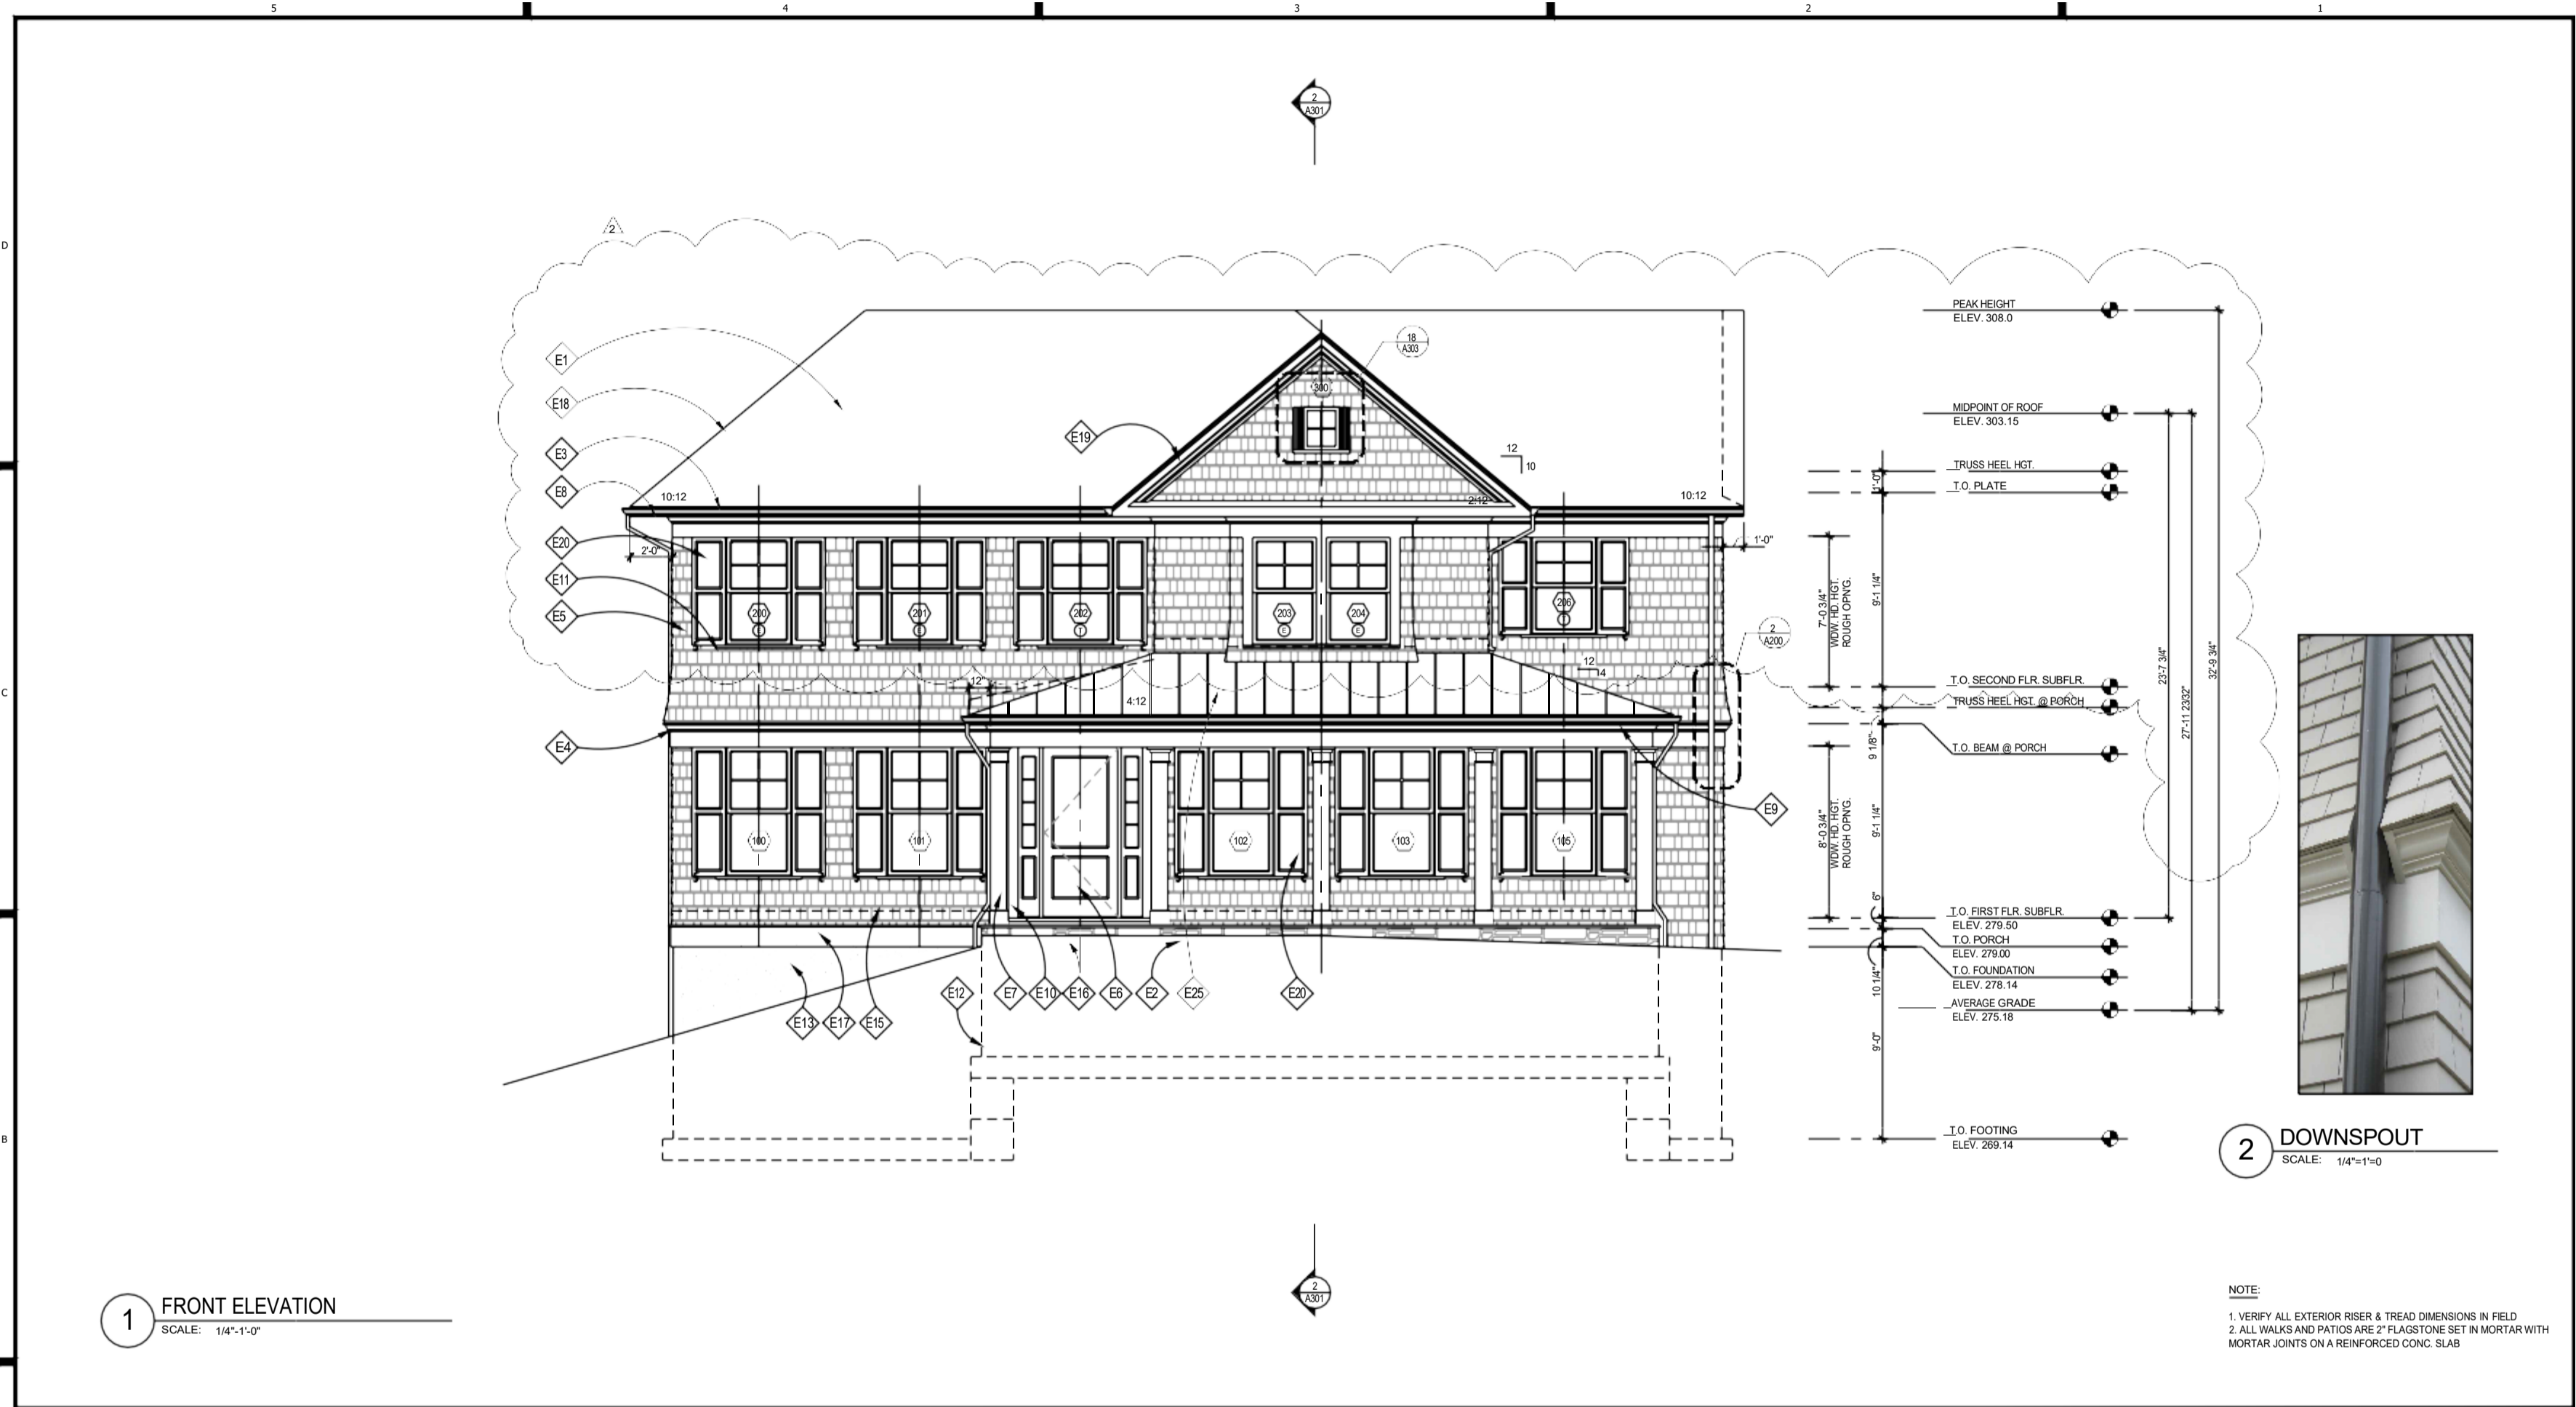 5 4 3 2 1
2
A301
D
2
PEAK HEIGHT
ELEV. 308.0
E1
18
A303
300
E18
MIDPOINT OF ROOF
ELEV. 303.15
E19
E3
12
10
TRUSS HEEL HGT.
1'-0"
T.O. PLATE
E8
10:12
2:12
10:12
E20
2'-0"
1'-0"
E11
7'-0 3/4"
WDW. HD. HGT.
ROUGH OPN'G.
9'-1 1/4"
E5
200
E
201
E
202
T
203
E
204
E
206
2
A200
C
12"
4:12
12
4
T.O. SECOND FLR. SUBFLR.
TRUSS HEEL HGT. @ PORCH
23'-7 3/4"
27'-11 23/32"
32'-9 3/4"
E4
9 1/8"
T.O. BEAM @ PORCH
E9
8'-0 3/4"
WDW. HD. HGT.
ROUGH OPN'G.
9'-1 1/4"
100
101
102
103
105
6"
T.O. FIRST FLR. SUBFLR.
ELEV. 279.50
T.O. PORCH
ELEV. 279.00
T.O. FOUNDATION
ELEV. 278.14
10 1/4"
E12 E7 E10 E16 E6 E2 E25 E20
AVERAGE GRADE
ELEV. 275.18
E13 E17 E15
9'-0"
T.O. FOOTING
ELEV. 269.14
B
2
DOWNSPOUT
SCALE: 1/4"=1'=0
2
A301
1
FRONT ELEVATION
SCALE: 1/4"-1'-0"
NOTE:
1. VERIFY ALL EXTERIOR RISER & TREAD DIMENSIONS IN FIELD
2. ALL WALKS AND PATIOS ARE 2" FLAGSTONE SET IN MORTAR WITH
MORTAR JOINTS ON A REINFORCED CONC. SLAB